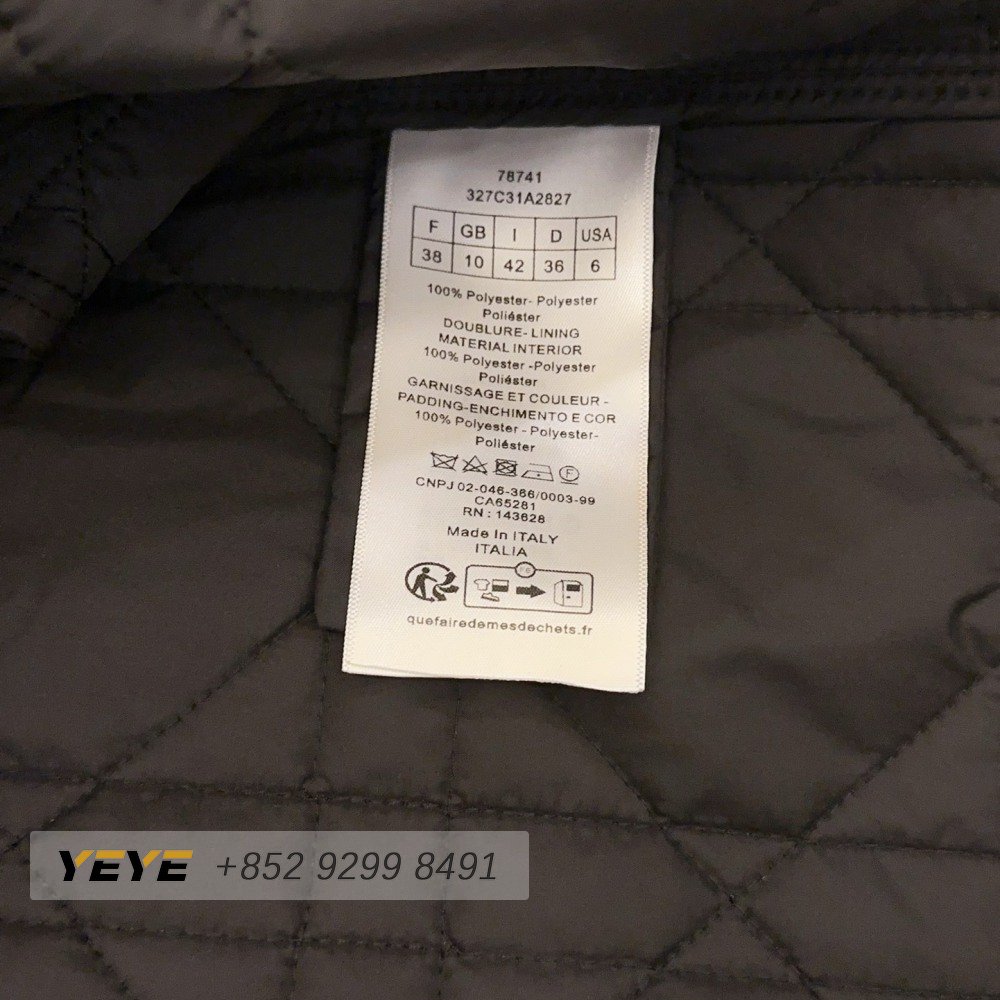 78741
327C31A2827
F GB I D USA
38 10 42 36 6
100% Polyester- Polyester
Poliéster
DOUBLURE- LINING
MATERIAL INTERIOR
100% Polyester -Polyester
Poliéster
GARNISSAGE ET COULEUR -
PADDING-ENCHIMENTO E COR
100% Polyester - Polyester-
Poliéster
F
CNPJ 02-046-366/0003-99
CA65281
RN : 143628
Made In ITALY
ITALIA
quefairedemesdechets.fr
YEYE +852 9299 8491